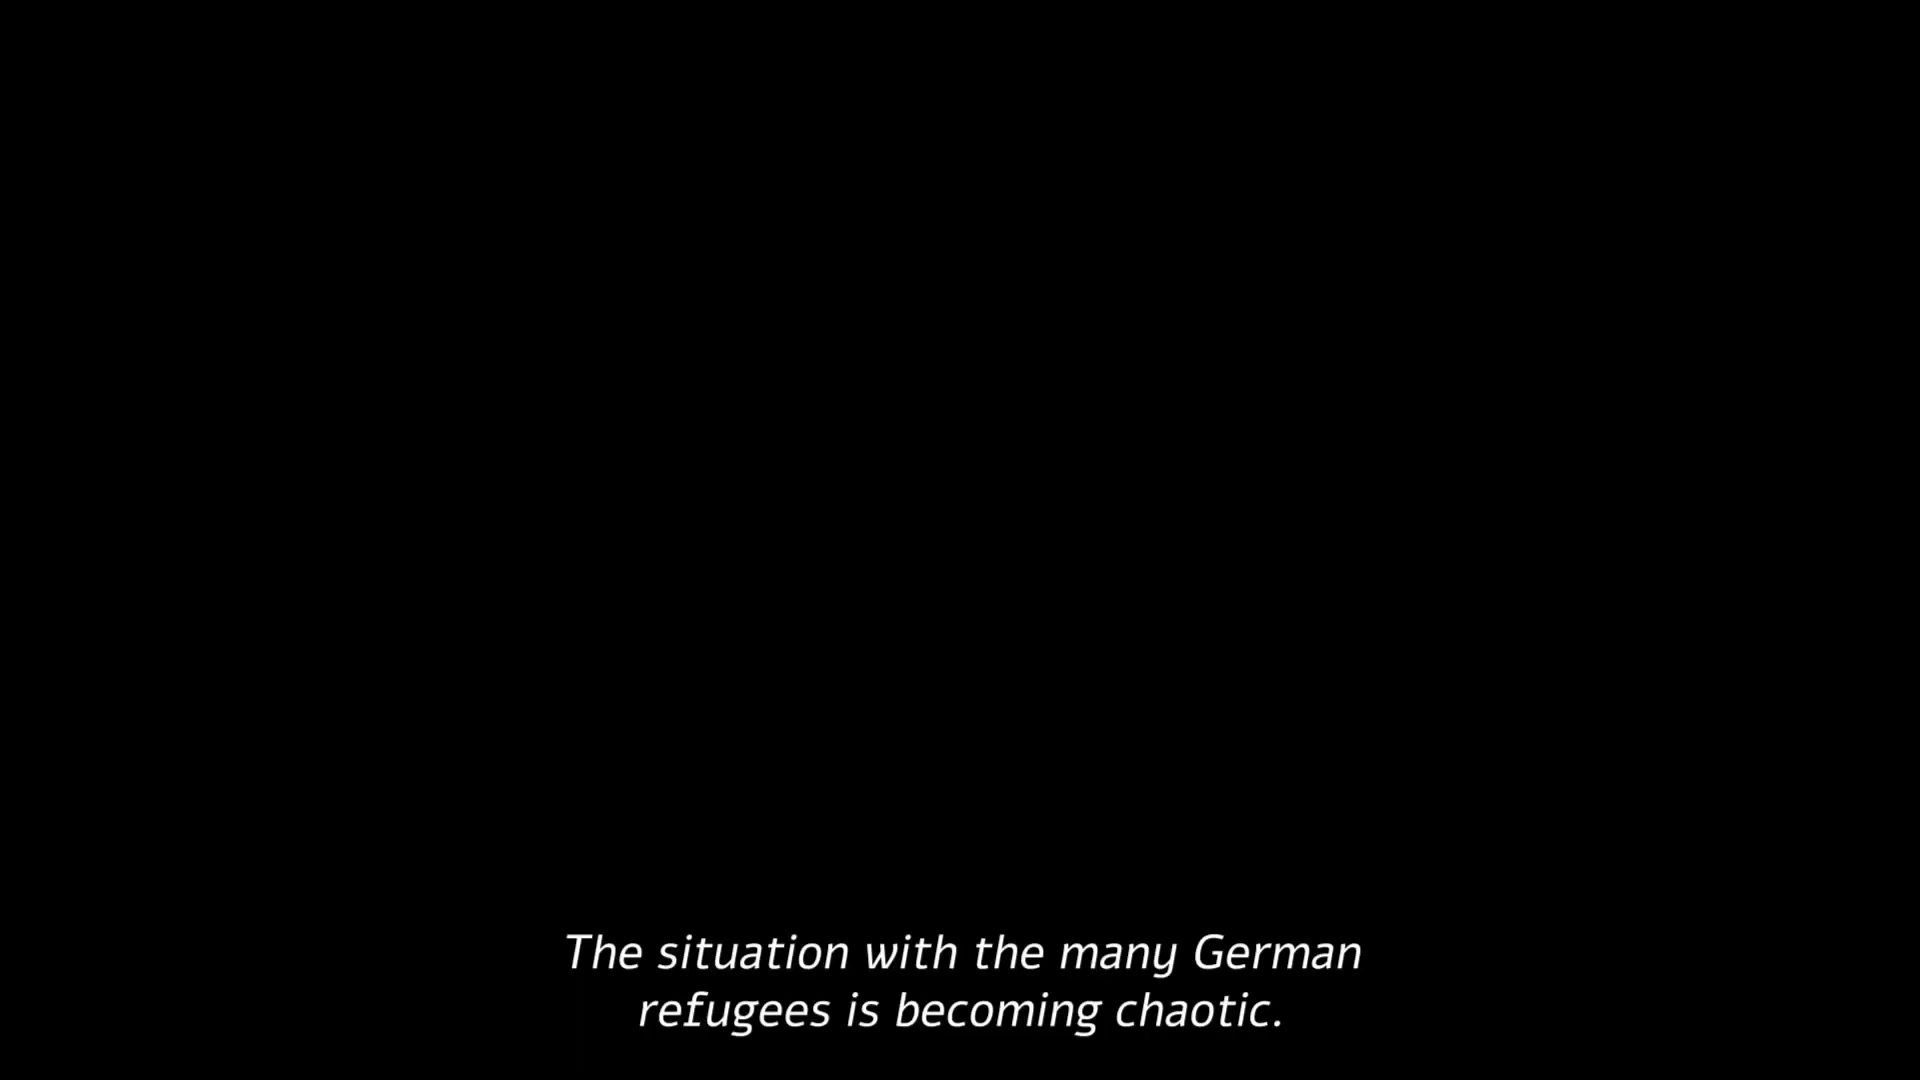 The situation with the many German
refugees is becoming chaotic.